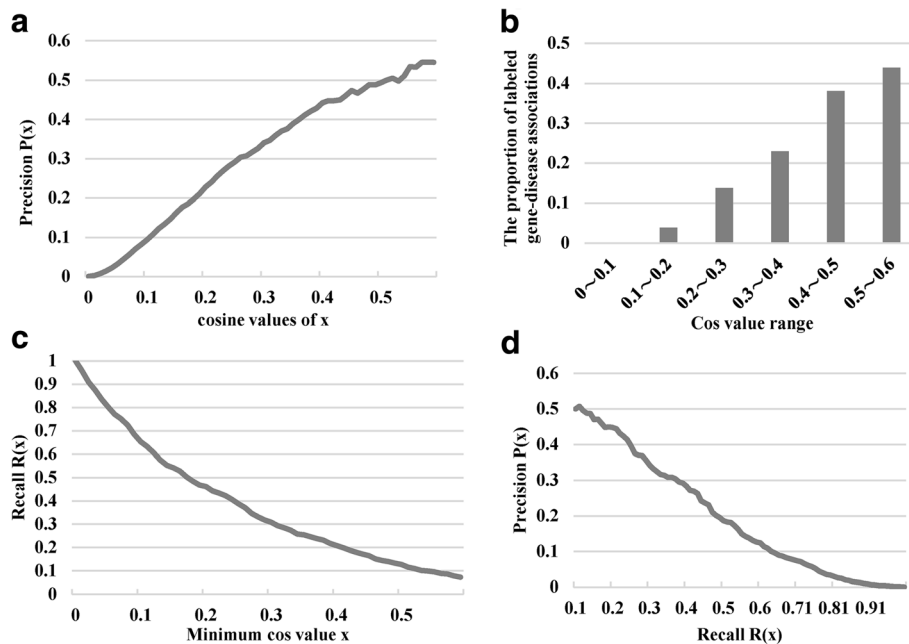 a
Precision P(x)
0.6
0.5
0.4
0.3
0.2
0.1
0
0 0.1 0.2 0.3 0.4 0.5
cosine values of x
b
The proportion of labeled
gene-disease associations
0.5
0.4
0.3
0.2
0.1
0
0~0.1 0.1~0.2 0.2~0.3 0.3~0.4 0.4~0.5 0.5~0.6
Cos value range
c
Recall R(x)
1
0.9
0.8
0.7
0.6
0.5
0.4
0.3
0.2
0.1
0 0.1 0.2 0.3 0.4 0.5
Minimum cos value x
d
Precision P(x)
0.6
0.5
0.4
0.3
0.2
0.1
0
0.1 0.2 0.3 0.4 0.5 0.6 0.71 0.81 0.91
Recall R(x)